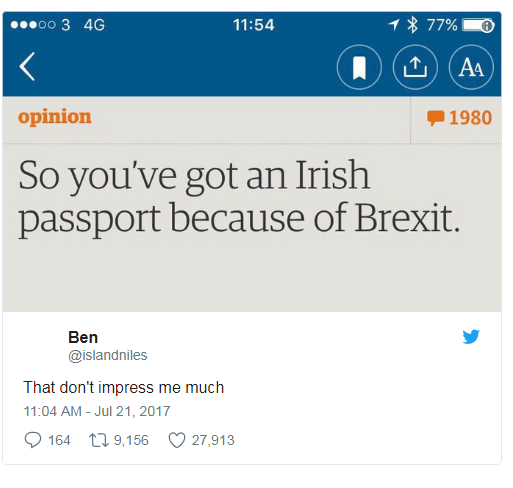 3 4G 11:54 77%
AA
opinion 1980
So you've got an Irish
passport because of Brexit.
Ben
@islandniles
That don't impress me much
11:04 AM - Jul 21, 2017
164 9,156 27,913